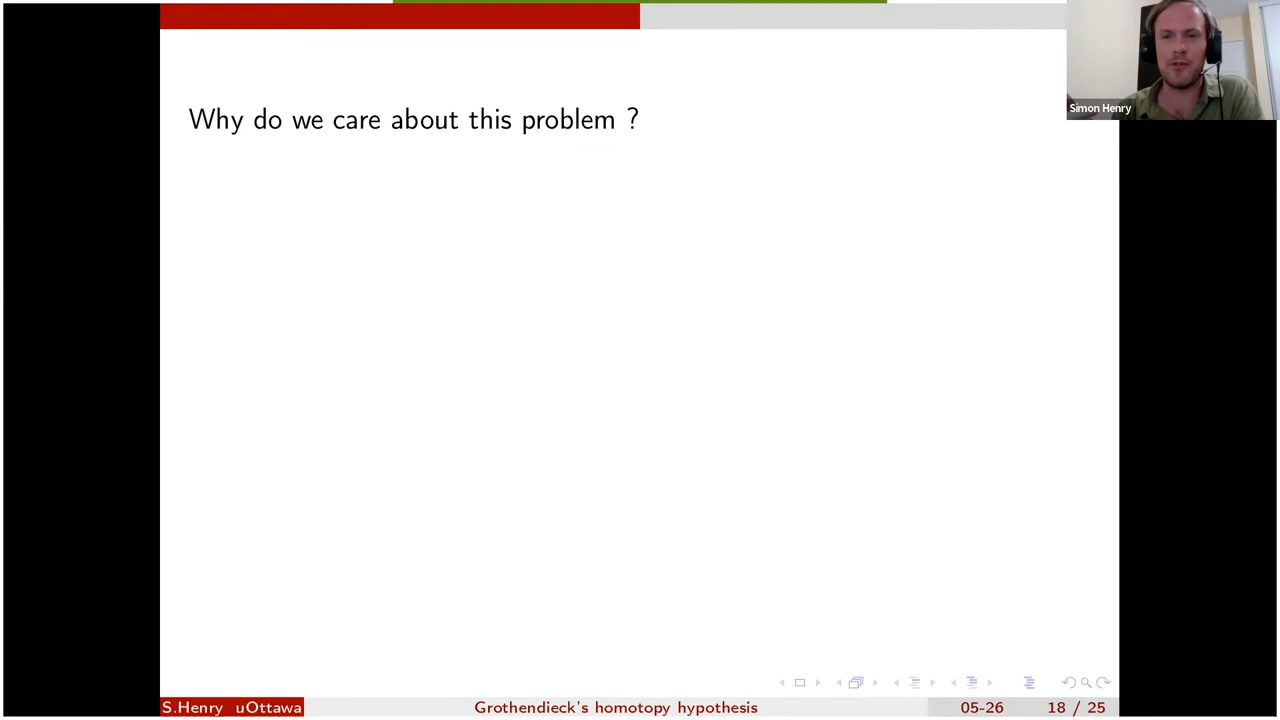 Simon Henry
Why do we care about this problem ?
S.Henry uOttawa Grothendieck's homotopy hypothesis 05-26 18 / 25